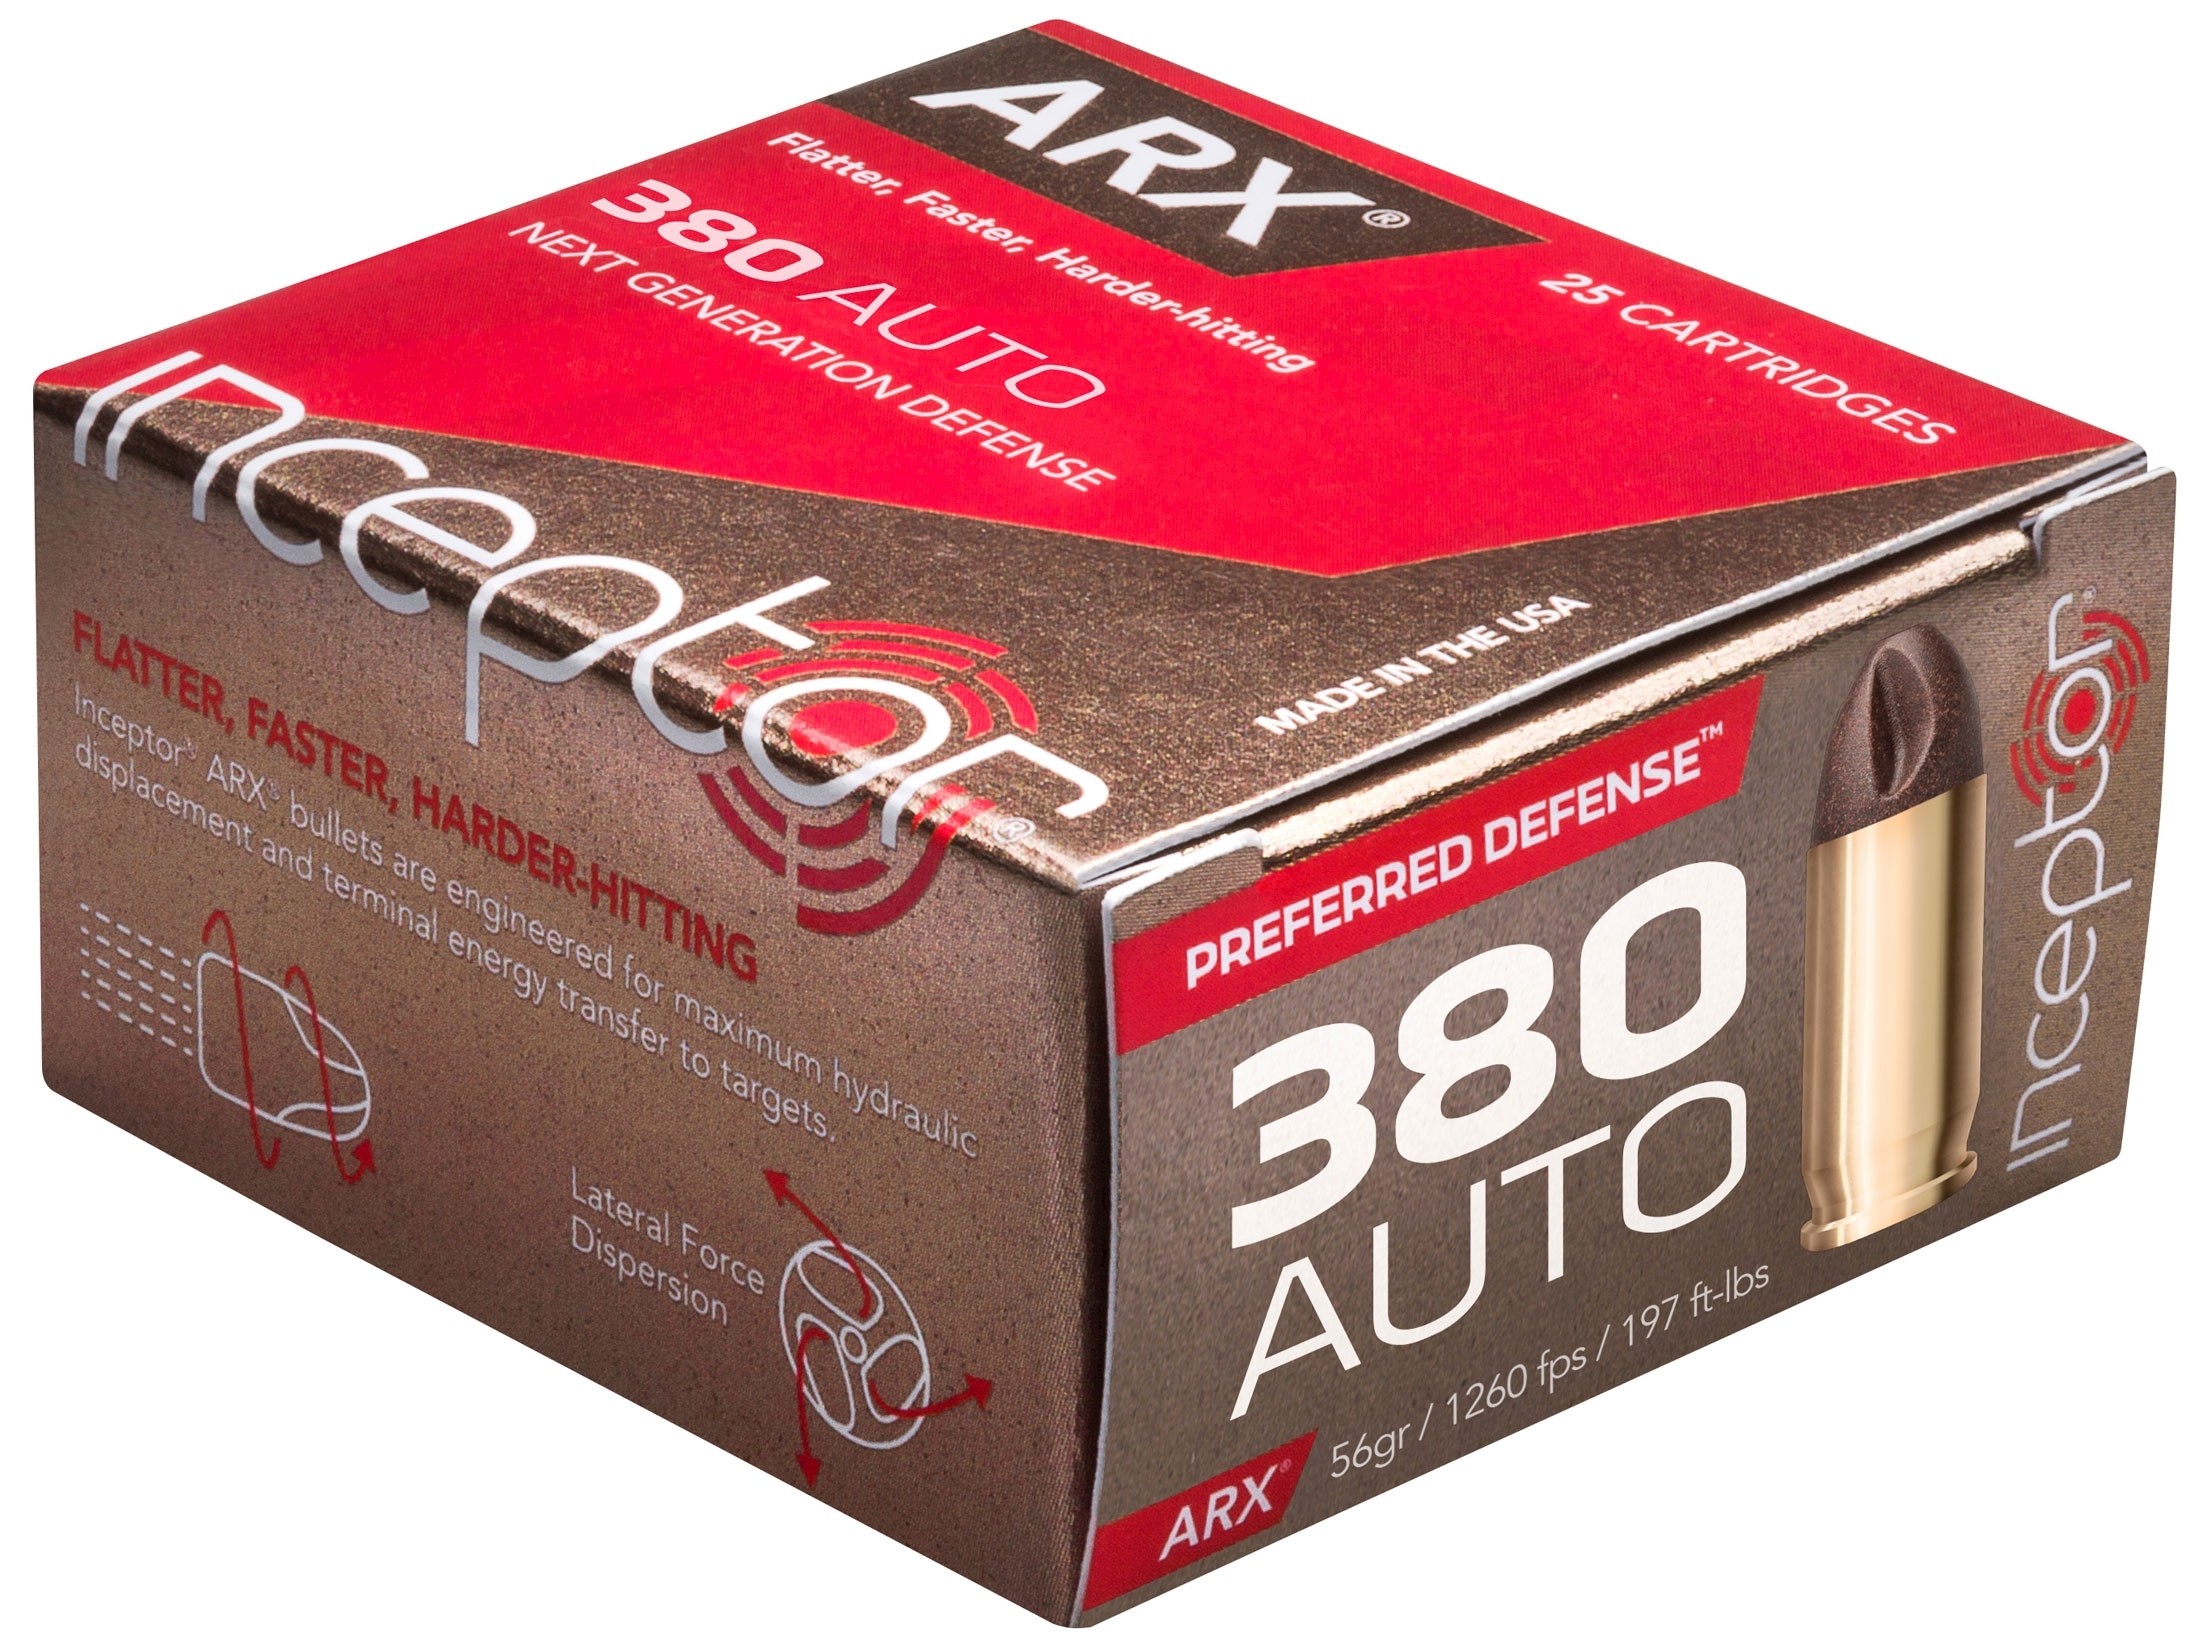 ARX®
Flatter, Faster, Harder-hitting
380 AUTO
NEXT GENERATION DEFENSE
25 CARTRIDGES
inceptor®
MADE IN THE USA
FLATTER, FASTER, HARDER-HITTING
Inceptor® ARX® bullets are engineered for maximum hydraulic
displacement and terminal energy transfer to targets.
Lateral Force
Dispersion
PREFERRED DEFENSE™
380
AUTO
ARX®
56gr / 1260 fps / 197 ft-lbs
inceptor®